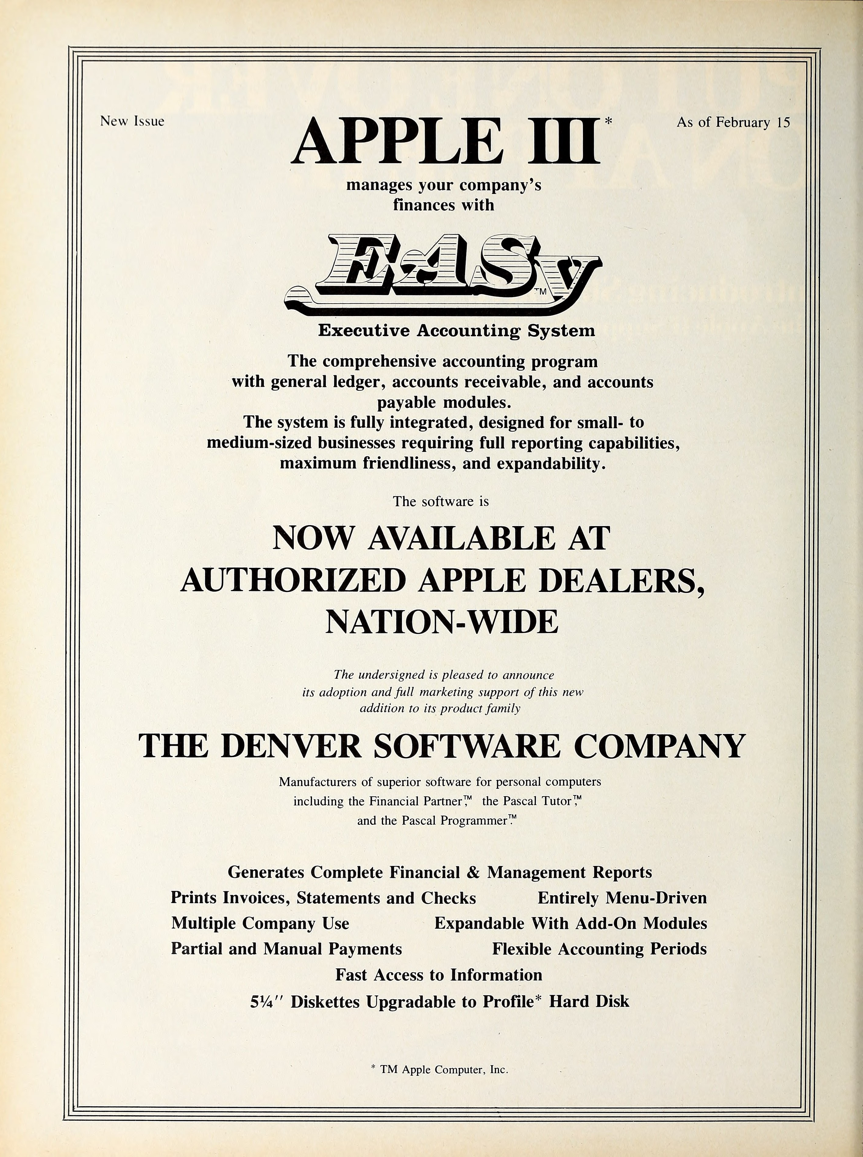 New Issue
As of February 15
APPLE III*
manages your company's
finances with
EASy™
Executive Accounting System
The comprehensive accounting program
with general ledger, accounts receivable, and accounts
payable modules.
The system is fully integrated, designed for small- to
medium-sized businesses requiring full reporting capabilities,
maximum friendliness, and expandability.
The software is
NOW AVAILABLE AT
AUTHORIZED APPLE DEALERS,
NATION-WIDE
The undersigned is pleased to announce
its adoption and full marketing support of this new
addition to its product family
THE DENVER SOFTWARE COMPANY
Manufacturers of superior software for personal computers
including the Financial Partner,™ the Pascal Tutor,™
and the Pascal Programmer.™
Generates Complete Financial & Management Reports
Prints Invoices, Statements and Checks Entirely Menu-Driven
Multiple Company Use Expandable With Add-On Modules
Partial and Manual Payments Flexible Accounting Periods
Fast Access to Information
5¼″ Diskettes Upgradable to Profile* Hard Disk
* TM Apple Computer, Inc.